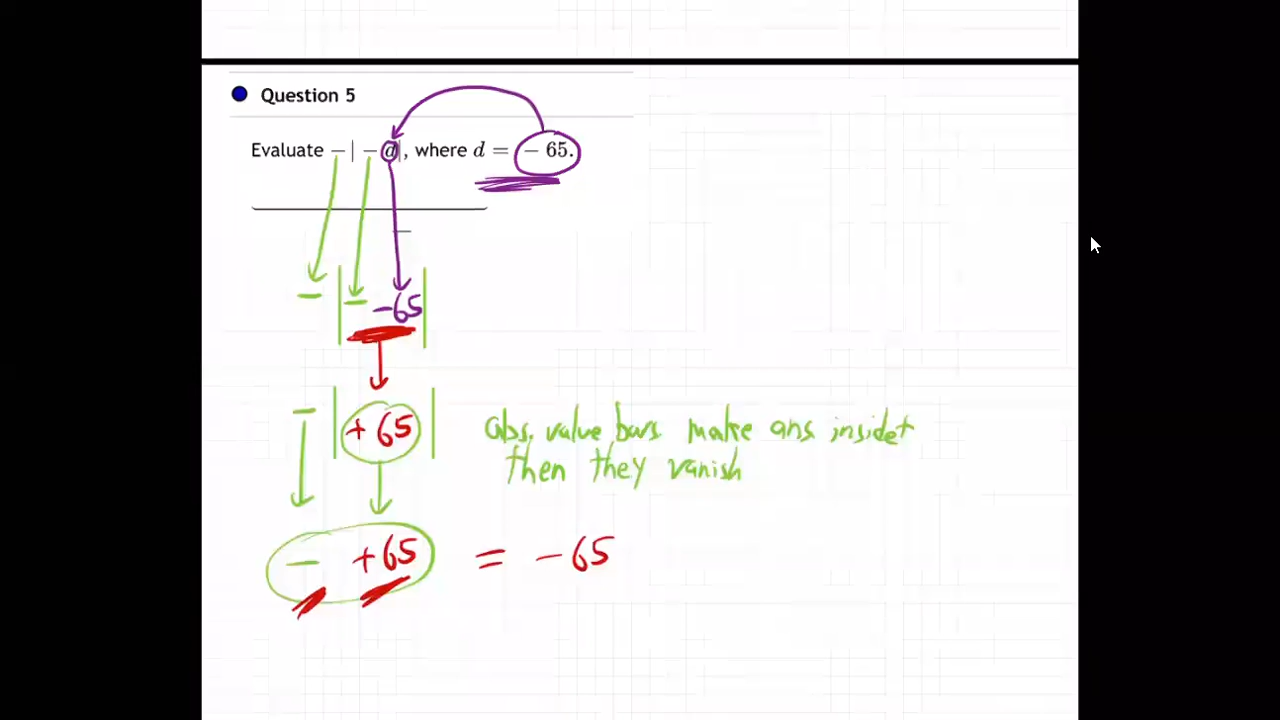 Question 5
Evaluate − | − d|, where d = − 65.
− | − −65 |
− | + 65 |
abs. value bars make ans inside +
then they vanish
− +65 = −65